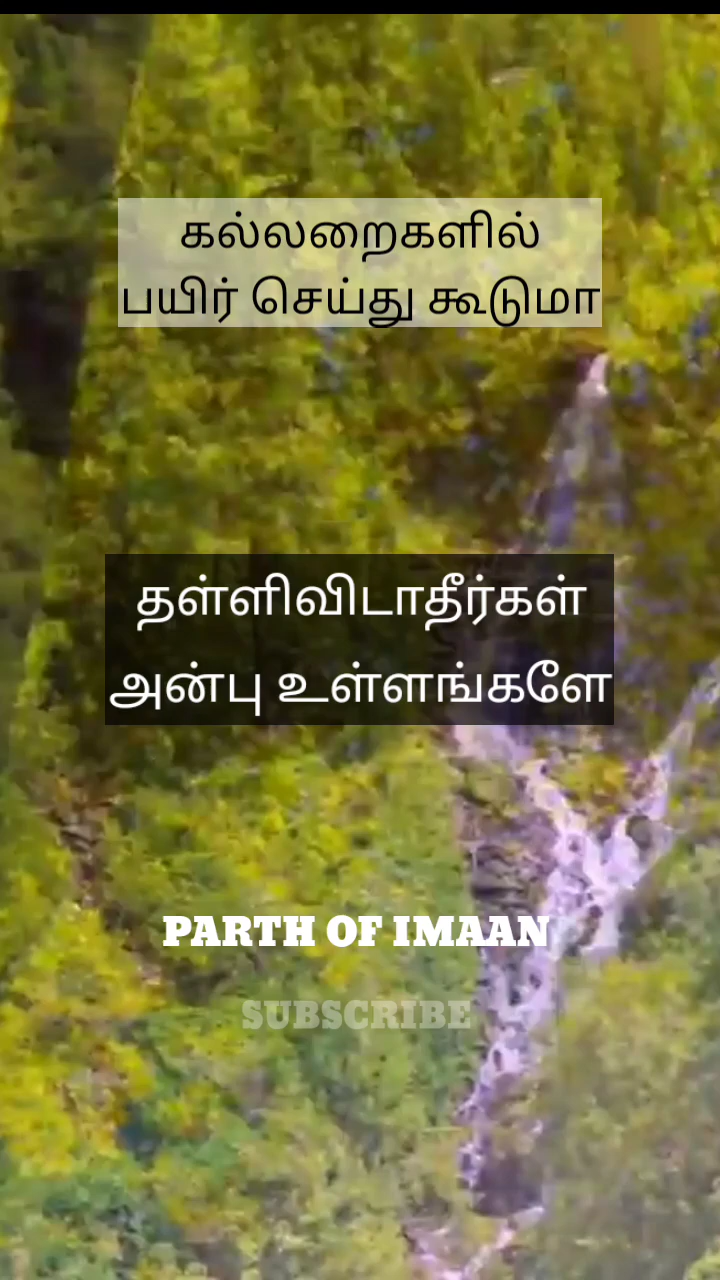 கல்லறைகளில்
பயிர் செய்து கூடுமா
தள்ளிவிடாதீர்கள்
அன்பு உள்ளங்களே
PARTH OF IMAAN
SUBSCRIBE